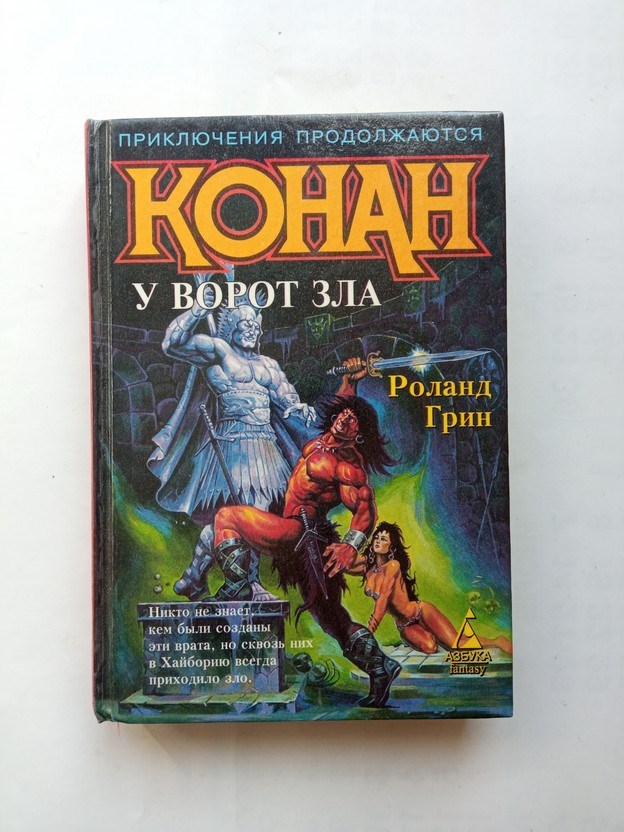 ПРИКЛЮЧЕНИЯ ПРОДОЛЖАЮТСЯ
КОНАН
У ВОРОТ ЗЛА
Роланд
Грин
Никто не знает,
кем были созданы
эти врата, но сквозь них
в Хайборию всегда
приходило зло.
АЗБУКА
fantasy